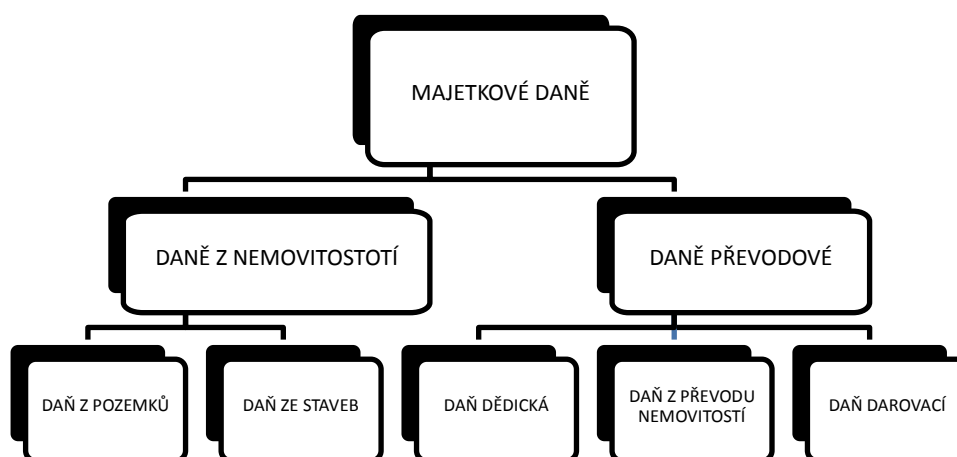 MAJETKOVÉ DANĚ
DANĚ Z NEMOVITOSTOTÍ
DANĚ PŘEVODOVÉ
DAŇ Z POZEMKŮ
DAŇ ZE STAVEB
DAŇ DĚDICKÁ
DAŇ Z PŘEVODU
NEMOVITOSTÍ
DAŇ DAROVACÍ